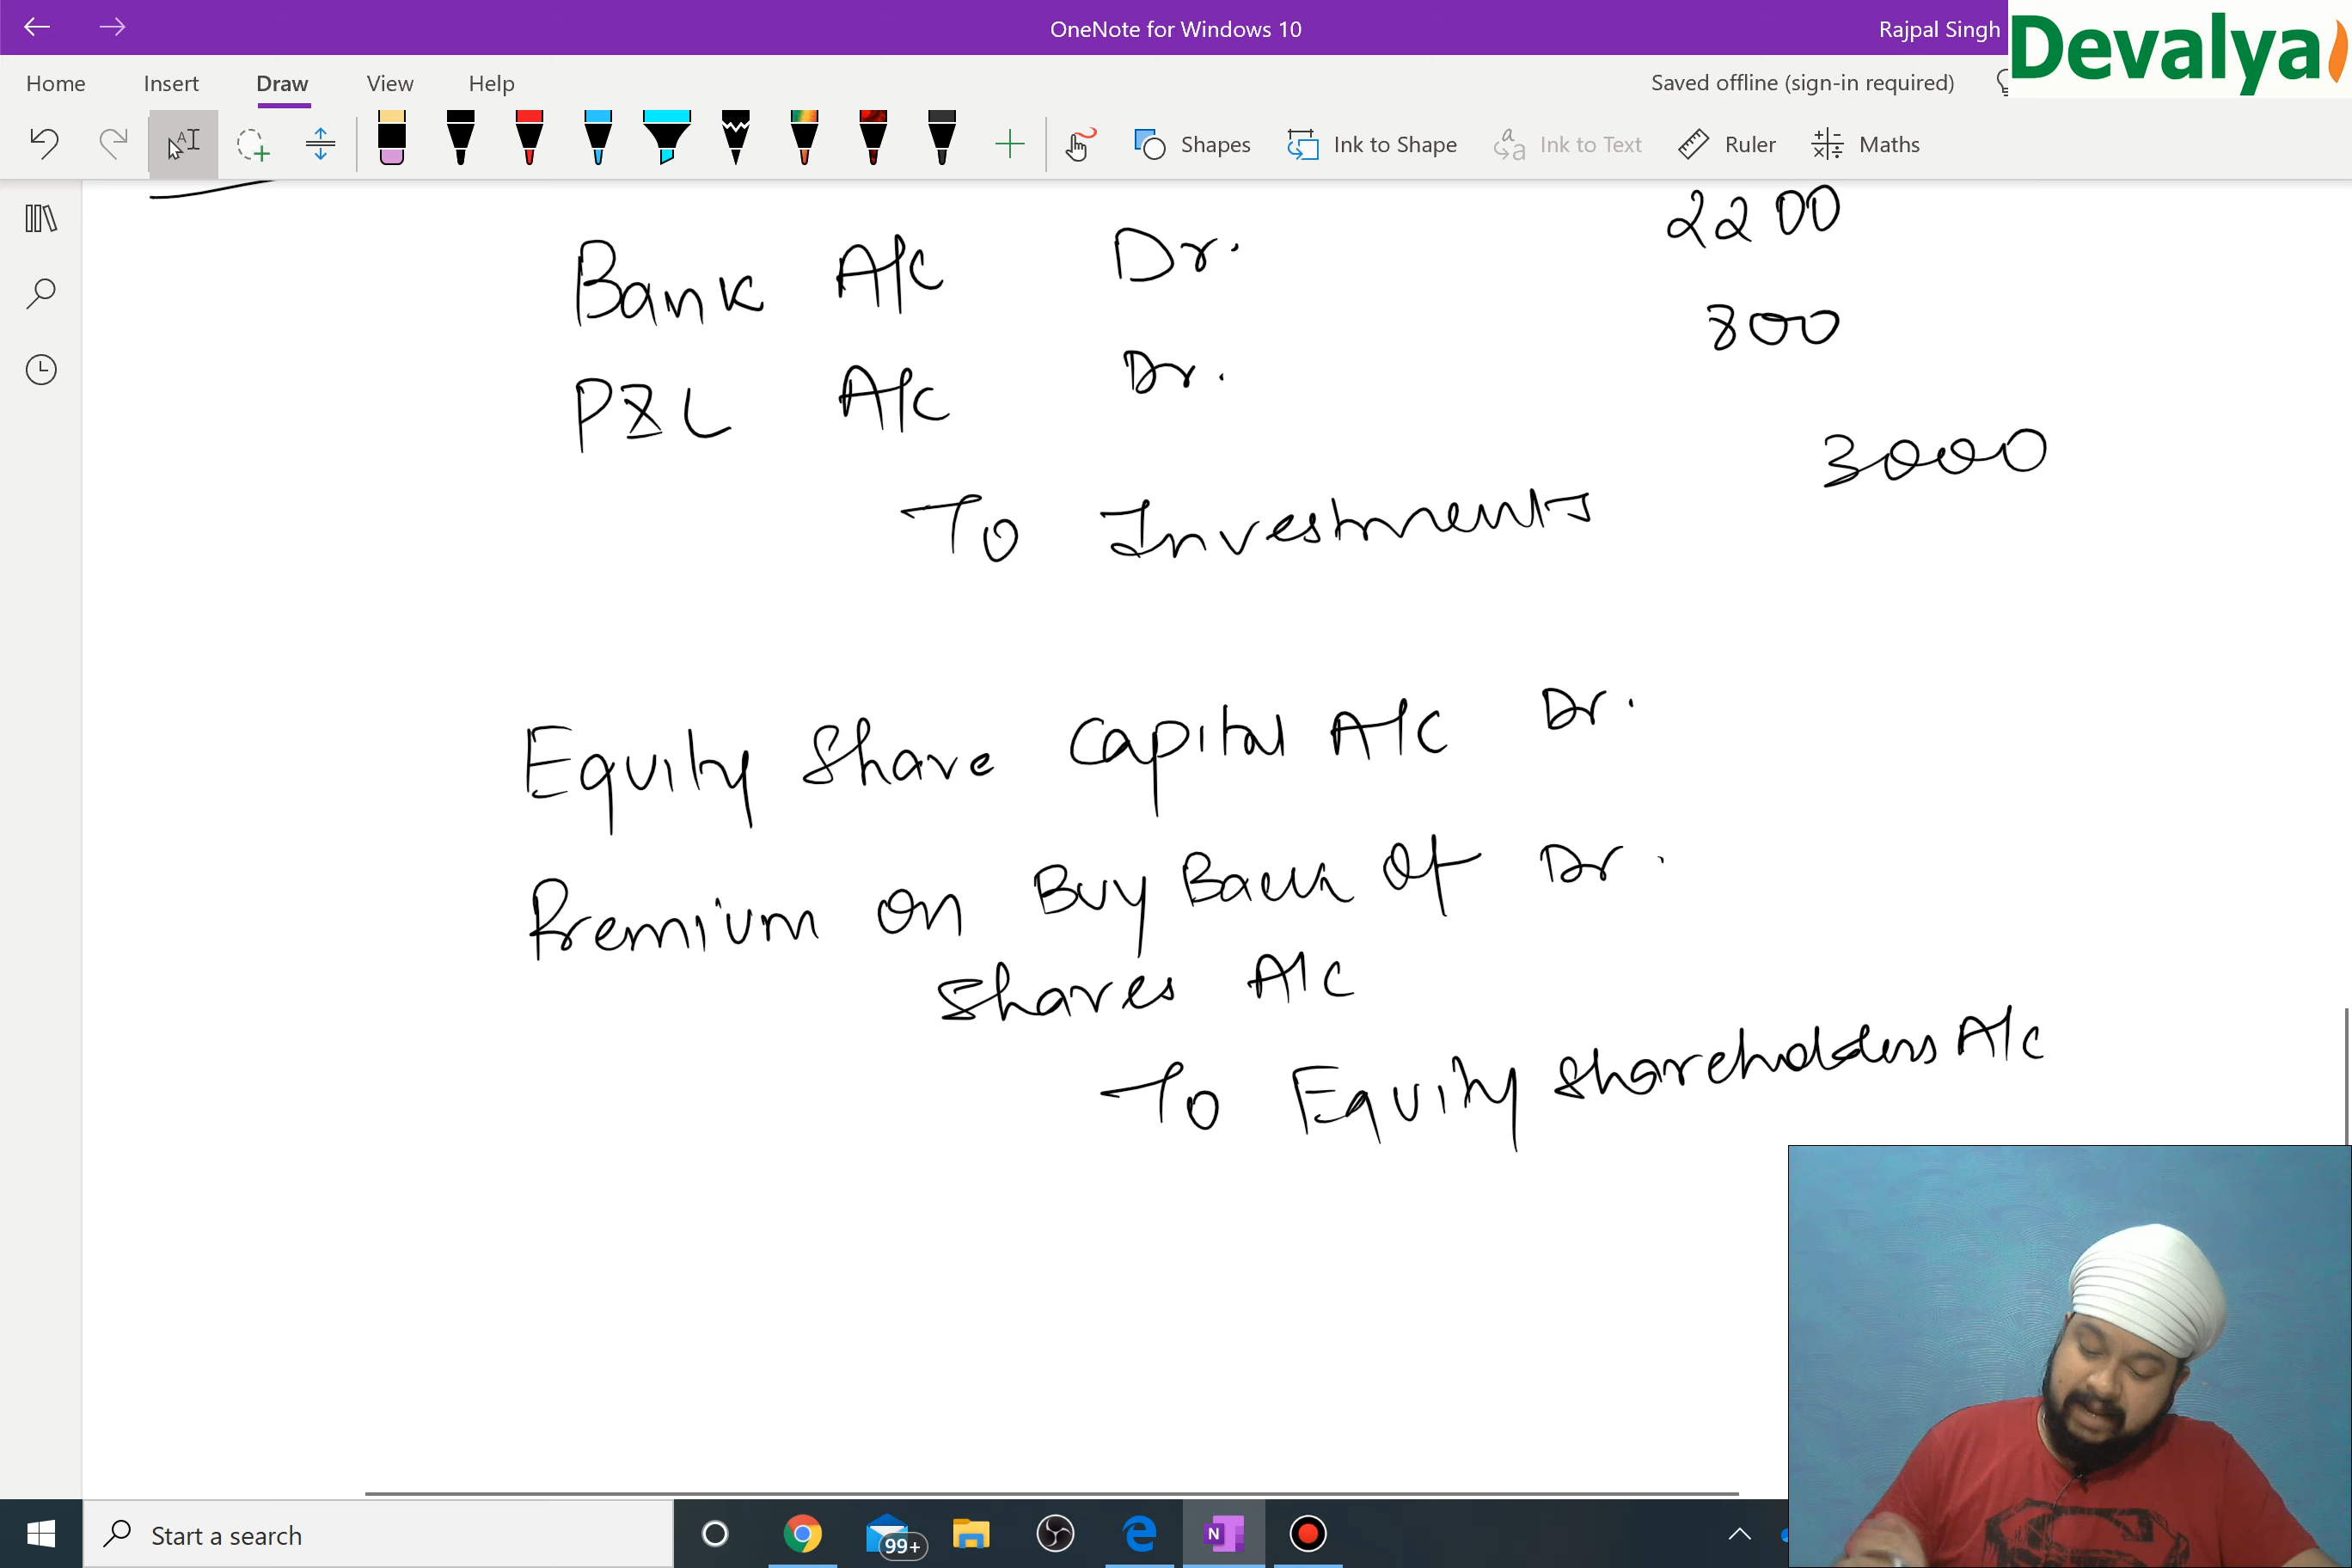 OneNote for Windows 10
Rajpal Singh
Devalya
Home Insert Draw View Help
Saved offline (sign-in required)
Shapes Ink to Shape Ink to Text Ruler Maths
2200
Bank A/c Dr.
800
P&L A/c Dr.
3000
To Investments
Equity Share Capital A/c Dr.
Premium on Buy Back of Dr.
Shares A/c
To Equity Shareholders A/c
Start a search
99+
N